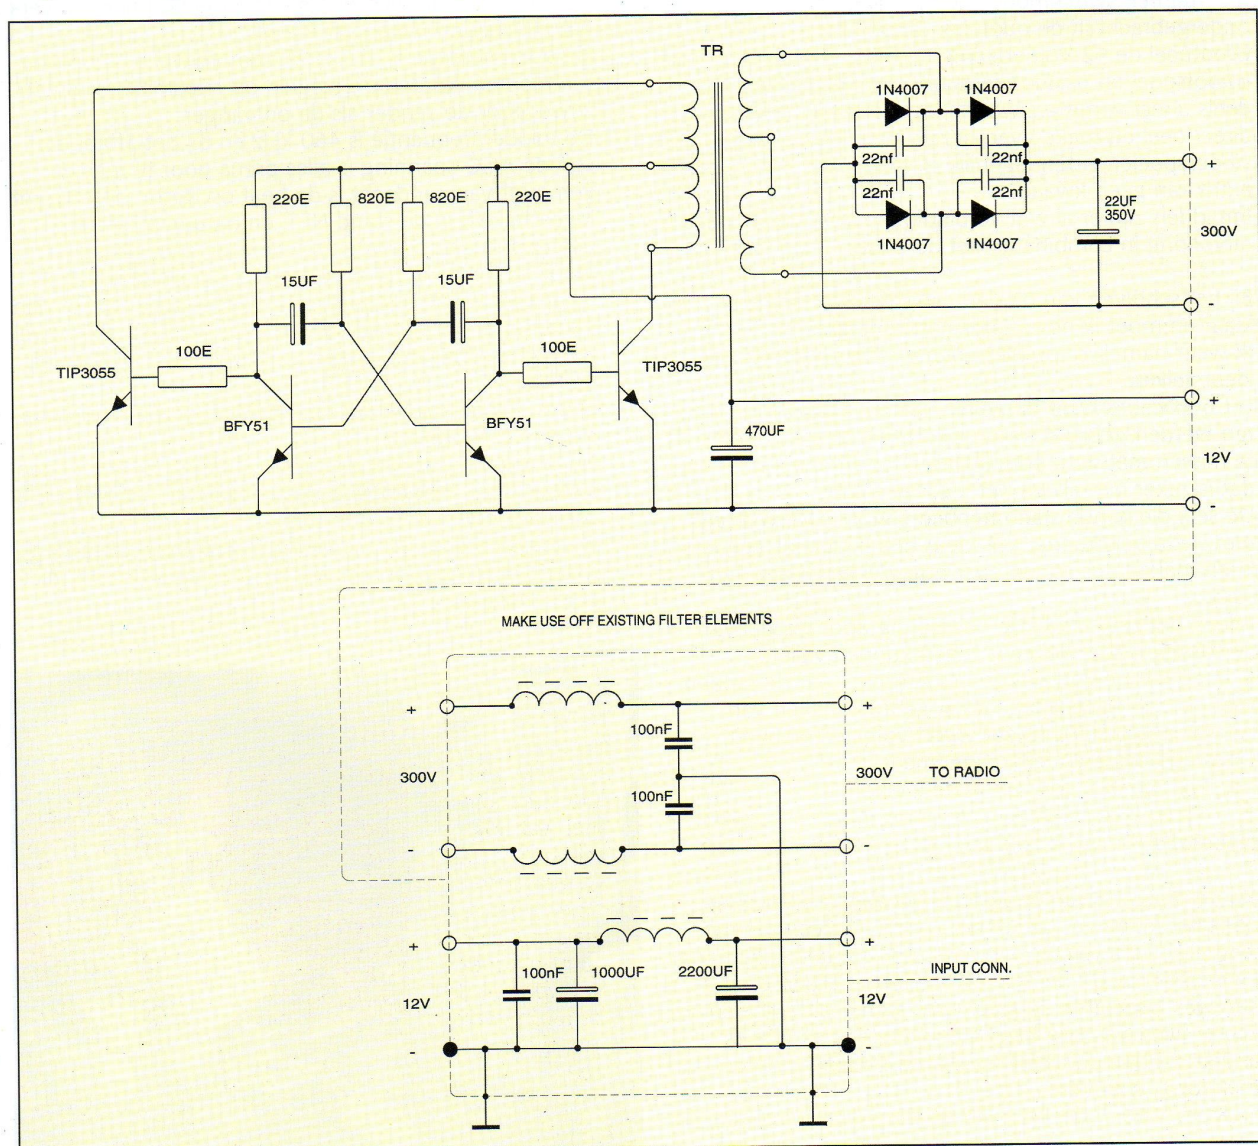 TR
1N4007 1N4007
22nf 22nf
22nf 22nf
1N4007 1N4007
220E 820E 820E 220E
15UF 15UF
22UF
350V
+
300V
-
100E 100E
TIP3055 TIP3055
BFY51 BFY51
470UF
+
12V
-
MAKE USE OFF EXISTING FILTER ELEMENTS
+ +
100nF
300V 300V TO RADIO
100nF
- -
+ +
100nF 1000UF 2200UF INPUT CONN.
12V 12V
- -